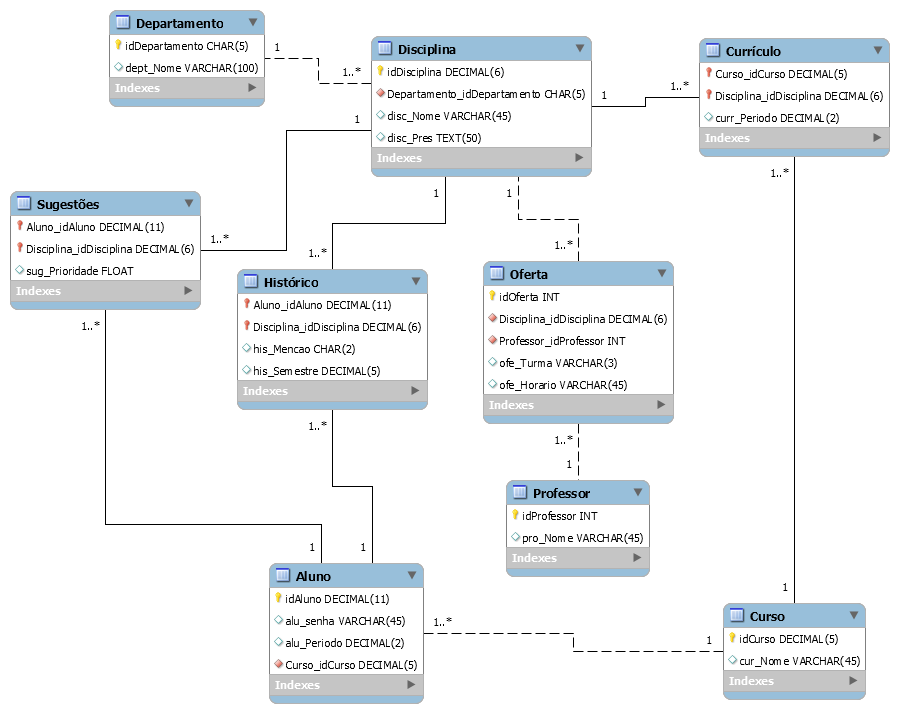 Departamento
idDepartamento CHAR(5)
dept_Nome VARCHAR(100)
Indexes
1
1..*
Disciplina
idDisciplina DECIMAL(6)
Departamento_idDepartamento CHAR(5)
disc_Nome VARCHAR(45)
disc_Pres TEXT(50)
Indexes
1
1..*
Currículo
Curso_idCurso DECIMAL(5)
Disciplina_idDisciplina DECIMAL(6)
curr_Periodo DECIMAL(2)
Indexes
1..*
1
1
1
1..*
Sugestões
Aluno_idAluno DECIMAL(11)
Disciplina_idDisciplina DECIMAL(6)
sug_Prioridade FLOAT
Indexes
1..*
1..*
1..*
Histórico
Aluno_idAluno DECIMAL(11)
Disciplina_idDisciplina DECIMAL(6)
his_Mencao CHAR(2)
his_Semestre DECIMAL(5)
Indexes
1..*
Oferta
idOferta INT
Disciplina_idDisciplina DECIMAL(6)
Professor_idProfessor INT
ofe_Turma VARCHAR(3)
ofe_Horario VARCHAR(45)
Indexes
1..*
1
Professor
idProfessor INT
pro_Nome VARCHAR(45)
Indexes
1
1
Aluno
idAluno DECIMAL(11)
alu_senha VARCHAR(45)
alu_Periodo DECIMAL(2)
Curso_idCurso DECIMAL(5)
Indexes
1..*
1
1
Curso
idCurso DECIMAL(5)
cur_Nome VARCHAR(45)
Indexes